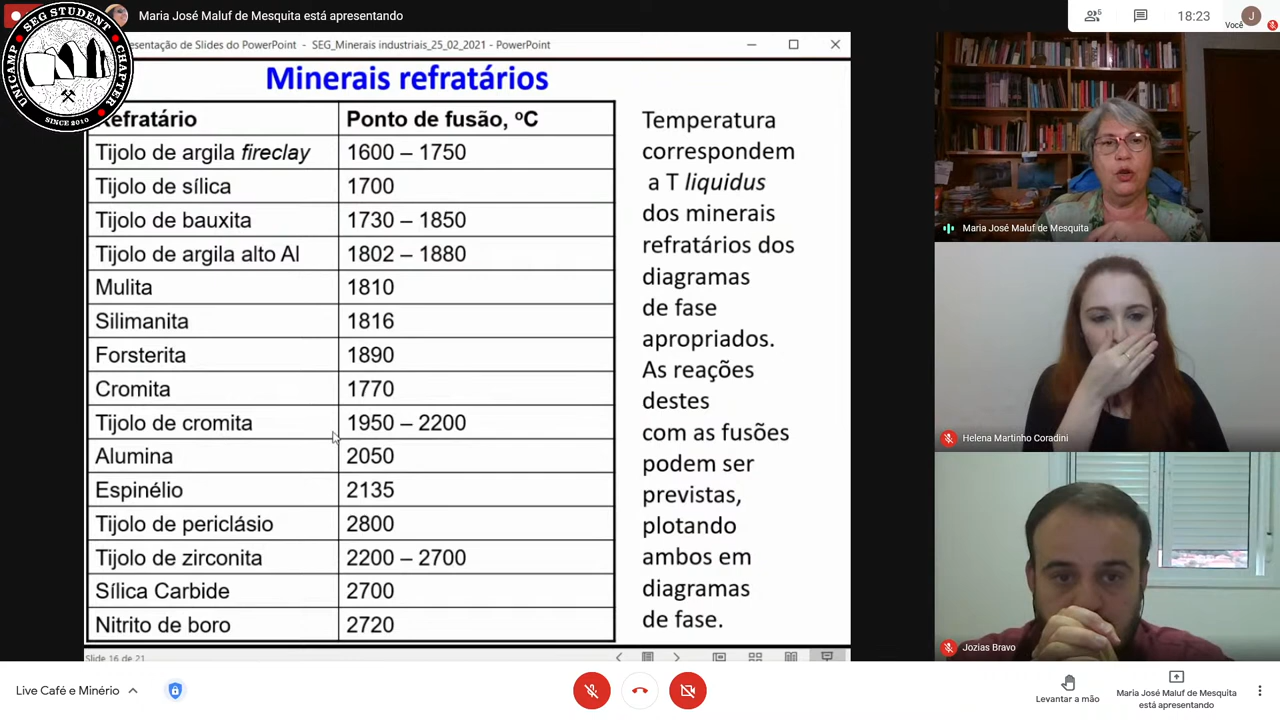 Maria José Maluf de Mesquita está apresentando
5
18:23
J
Você
SEG STUDENT
UNICAMP
CHAPTER
SINCE 2010
esentação de Slides do PowerPoint - SEG_Minerais industriais_25_02_2021 - PowerPoint
Minerais refratários
Refratário Ponto de fusão, ºC
Tijolo de argila fireclay 1600 – 1750
Tijolo de sílica 1700
Tijolo de bauxita 1730 – 1850
Tijolo de argila alto Al 1802 – 1880
Mulita 1810
Silimanita 1816
Forsterita 1890
Cromita 1770
Tijolo de cromita 1950 – 2200
Alumina 2050
Espinélio 2135
Tijolo de periclásio 2800
Tijolo de zirconita 2200 – 2700
Sílica Carbide 2700
Nitrito de boro 2720
Temperatura
correspondem
a T liquidus
dos minerais
refratários dos
diagramas
de fase
apropriados.
As reações
destes
com as fusões
podem ser
previstas,
plotando
ambos em
diagramas
de fase.
Slide 16 de 21
Maria José Maluf de Mesquita
Helena Martinho Coradini
Jozias Bravo
Live Café e Minério
Levantar a mão
Maria José Maluf de Mesquita
está apresentando